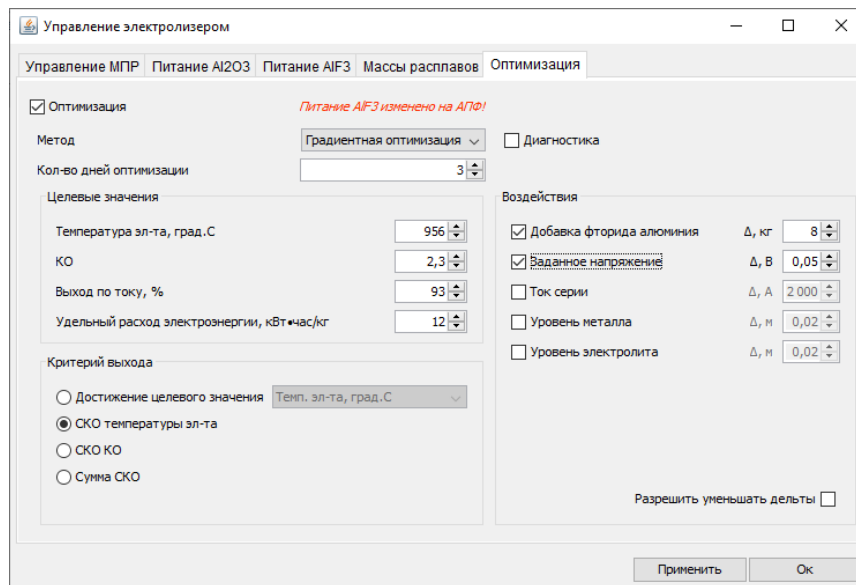 Управление электролизером
Управление МПР Питание Al2O3 Питание AlF3 Массы расплавов Оптимизация
Оптимизация Питание AlF3 изменено на АПФ!
Метод Градиентная оптимизация Диагностика
Кол-во дней оптимизации 3
Целевые значения
Температура эл-та, град.С 956
КО 2,3
Выход по току, % 93
Удельный расход электроэнергии, кВт•час/кг 12
Критерий выхода
Достижение целевого значения Темп. эл-та, град.С
СКО температуры эл-та
СКО КО
Сумма СКО
Воздействия
Добавка фторида алюминия Δ, кг 8
Заданное напряжение Δ, В 0,05
Ток серии Δ, А 2 000
Уровень металла Δ, м 0,02
Уровень электролита Δ, м 0,02
Разрешить уменьшать дельты
Применить Ок